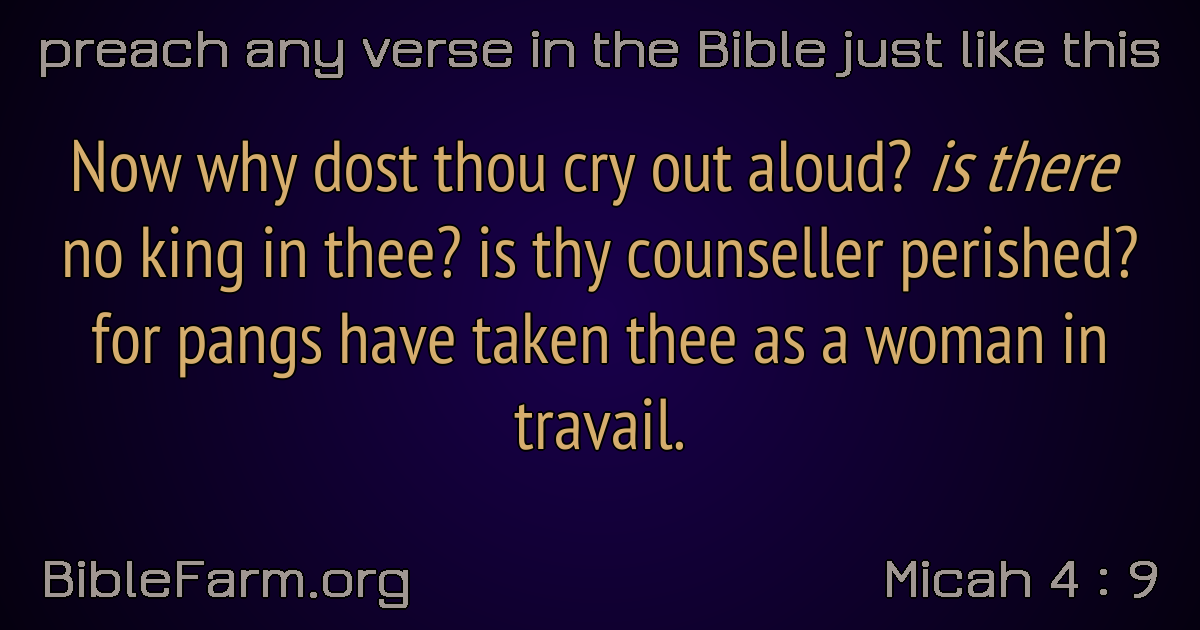 preach any verse in the Bible just like this
Now why dost thou cry out aloud? is there
no king in thee? is thy counseller perished?
for pangs have taken thee as a woman in
travail.
BibleFarm.org
Micah 4 : 9